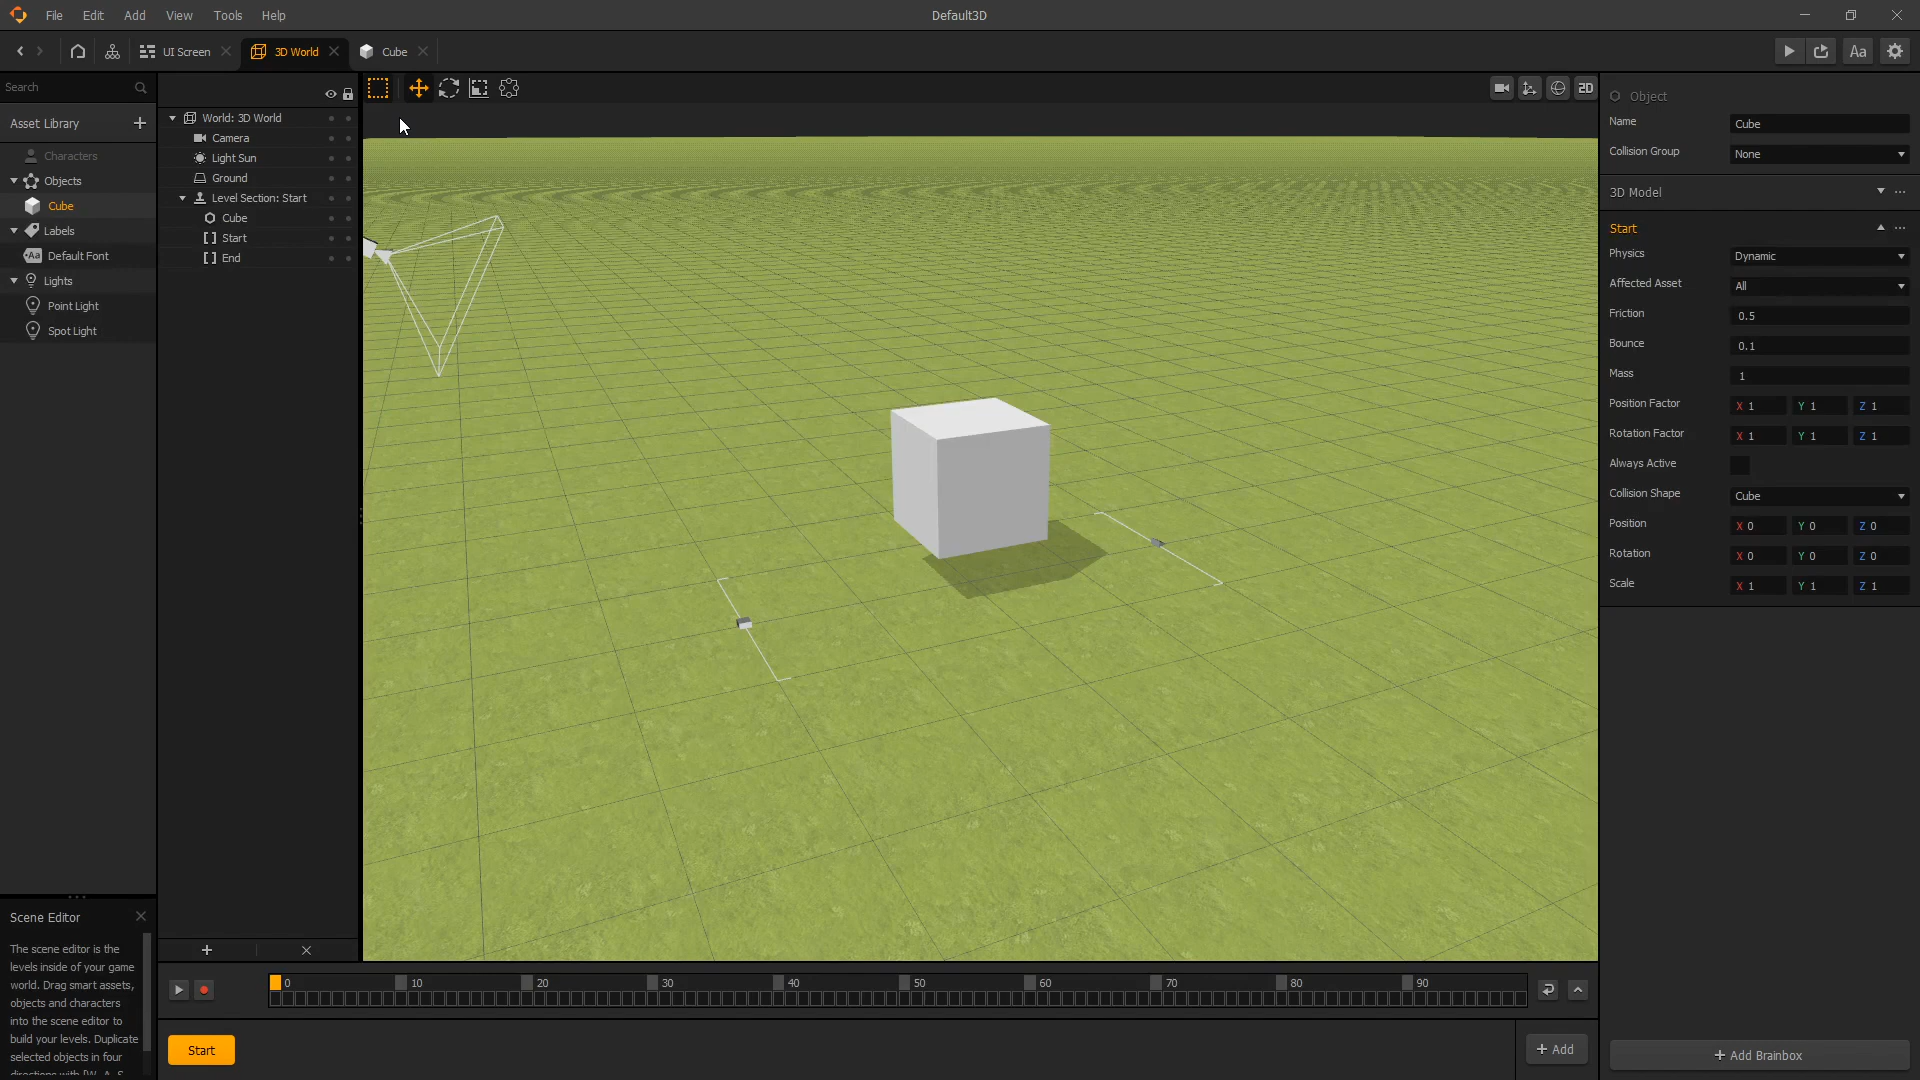 File Edit Add View Tools Help
Default3D
UI Screen
3D World
Cube
Aa
Search
Asset Library
Characters
Objects
Cube
Labels
Aa Default Font
Lights
Point Light
Spot Light
World: 3D World
Camera
Light Sun
Ground
Level Section: Start
Cube
Start
End
2D
Object
Name Cube
Collision Group None
3D Model
Start
Physics Dynamic
Affected Asset All
Friction 0.5
Bounce 0.1
Mass 1
Position Factor X 1 Y 1 Z 1
Rotation Factor X 1 Y 1 Z 1
Always Active
Collision Shape Cube
Position X 0 Y 0 Z 0
Rotation X 0 Y 0 Z 0
Scale X 1 Y 1 Z 1
+ Add Brainbox
Scene Editor
The scene editor is the
levels inside of your game
world. Drag smart assets,
objects and characters
into the scene editor to
build your levels. Duplicate
selected objects in four
directions with [W, A, S,
0 10 20 30 40 50 60 70 80 90
Start
+ Add